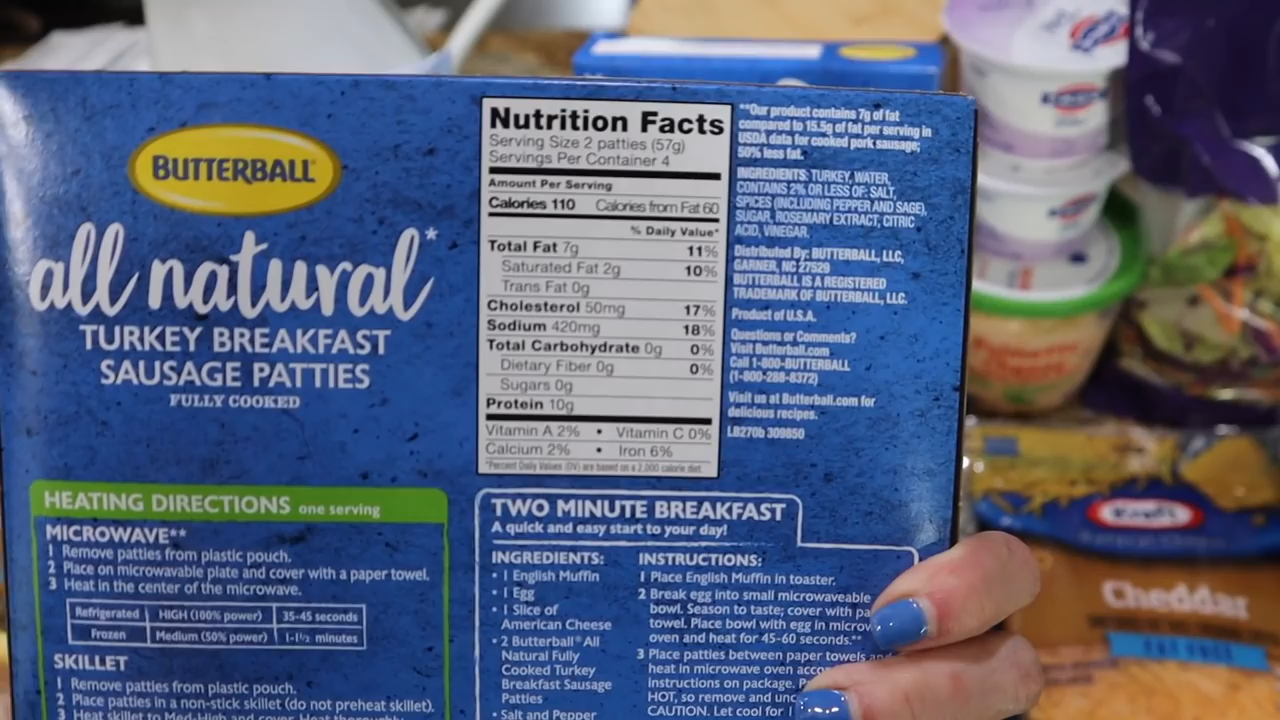 BUTTERBALL
all natural*
TURKEY BREAKFAST
SAUSAGE PATTIES
FULLY COOKED
Nutrition Facts
Serving Size 2 patties (57g)
Servings Per Container 4
Amount Per Serving
Calories 110 Calories from Fat 60
% Daily Value*
Total Fat 7g 11%
Saturated Fat 2g 10%
Trans Fat 0g
Cholesterol 50mg 17%
Sodium 420mg 18%
Total Carbohydrate 0g 0%
Dietary Fiber 0g 0%
Sugars 0g
Protein 10g
Vitamin A 2% • Vitamin C 0%
Calcium 2% • Iron 6%
*Percent Daily Values (DV) are based on a 2,000 calorie diet.
**Our product contains 7g of fat
compared to 15.5g of fat per serving in
USDA data for cooked pork sausage;
50% less fat.
INGREDIENTS: TURKEY, WATER,
CONTAINS 2% OR LESS OF: SALT,
SPICES (INCLUDING PEPPER AND SAGE),
SUGAR, ROSEMARY EXTRACT, CITRIC
ACID, VINEGAR.
Distributed By: BUTTERBALL, LLC,
GARNER, NC 27529
BUTTERBALL IS A REGISTERED
TRADEMARK OF BUTTERBALL, LLC.
Product of U.S.A.
Questions or Comments?
Visit Butterball.com
Call 1-800-BUTTERBALL
(1-800-288-8372)
Visit us at Butterball.com for
delicious recipes.
LB270b 309850
HEATING DIRECTIONS one serving
MICROWAVE**
1 Remove patties from plastic pouch.
2 Place on microwavable plate and cover with a paper towel.
3 Heat in the center of the microwave.
Refrigerated HIGH (100% power) 35-45 seconds
Frozen Medium (50% power) 1-1½ minutes
SKILLET
1 Remove patties from plastic pouch.
2 Place patties in a non-stick skillet (do not preheat skillet).
3 Heat skillet to Med-High and cover. Heat thoroughly
TWO MINUTE BREAKFAST
A quick and easy start to your day!
INGREDIENTS:
• 1 English Muffin
• 1 Egg
• 1 Slice of
American Cheese
• 2 Butterball® All
Natural Fully
Cooked Turkey
Breakfast Sausage
Patties
• Salt and Pepper
INSTRUCTIONS:
1 Place English Muffin in toaster.
2 Break egg into small microwaveable
bowl. Season to taste; cover with pa
towel. Place bowl with egg in microw
oven and heat for 45-60 seconds.**
3 Place patties between paper towels and
heat in microwave oven acco
instructions on package. P
HOT, so remove and unc
CAUTION. Let cool for 1
Kraft
Cheddar
FAT FREE